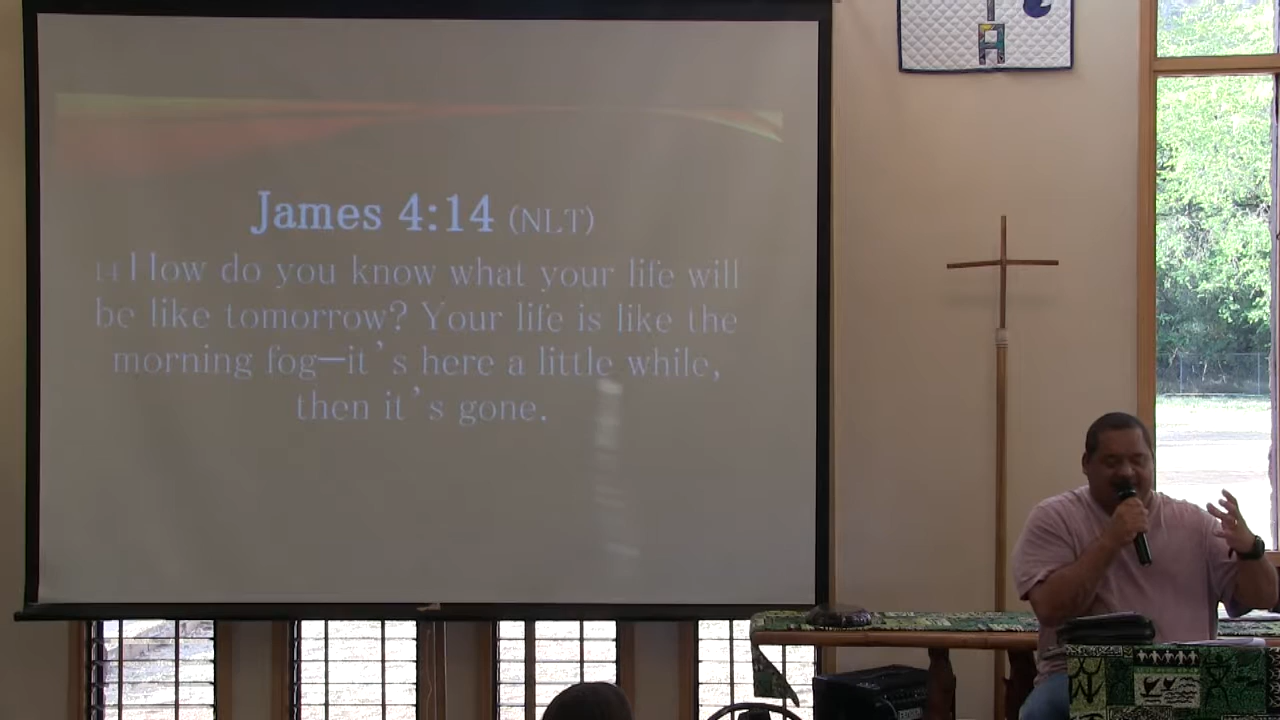 James 4:14 (NLT)
14 How do you know what your life will
be like tomorrow? Your life is like the
morning fog—it's here a little while,
then it's gone.